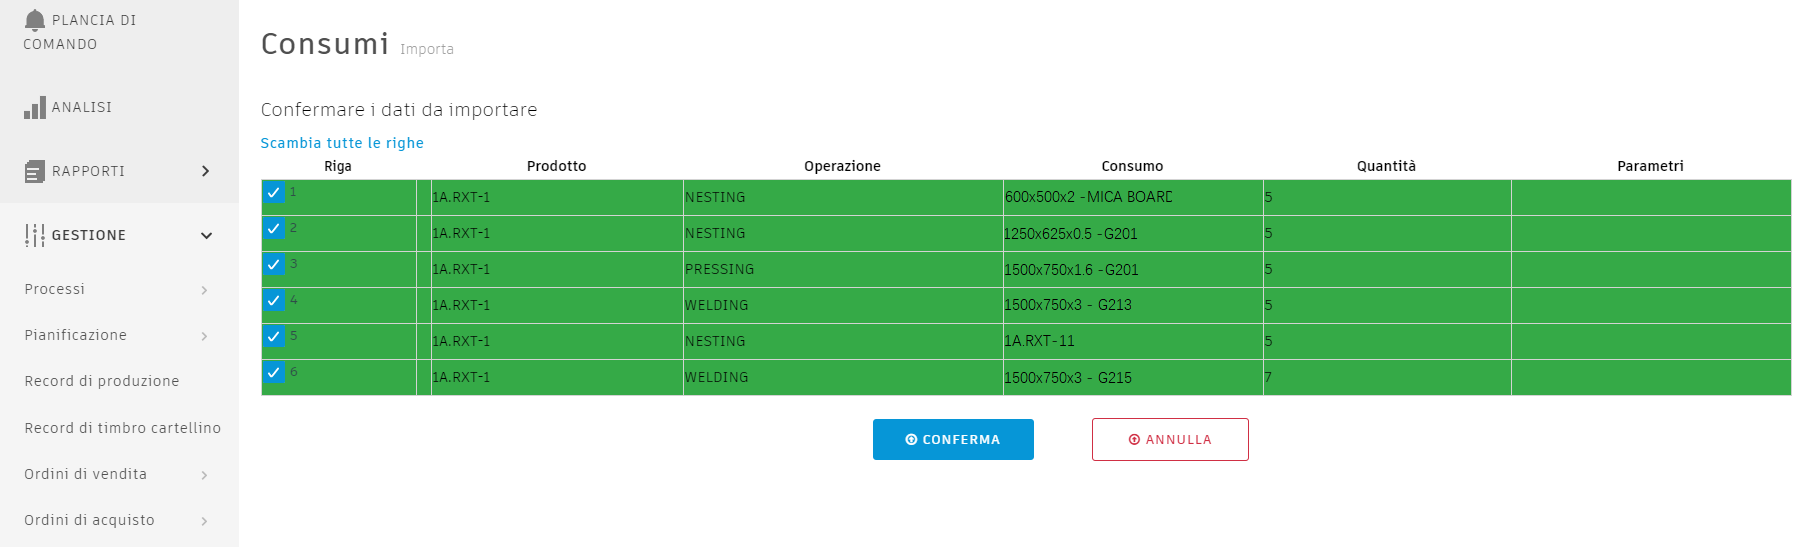 PLANCIA DI
COMANDO
ANALISI
RAPPORTI
GESTIONE
Processi
Pianificazione
Record di produzione
Record di timbro cartellino
Ordini di vendita
Ordini di acquisto
Consumi Importa
Confermare i dati da importare
Scambia tutte le righe
Riga Prodotto Operazione Consumo Quantità Parametri
1 1A.RXT-1 NESTING 600x500x2 -MICA BOARD 5
2 1A.RXT-1 NESTING 1250x625x0.5 -G201 5
3 1A.RXT-1 PRESSING 1500x750x1.6 -G201 5
4 1A.RXT-1 WELDING 1500x750x3 - G213 5
5 1A.RXT-1 NESTING 1A.RXT-11 5
6 1A.RXT-1 WELDING 1500x750x3 - G215 7
CONFERMA ANNULLA